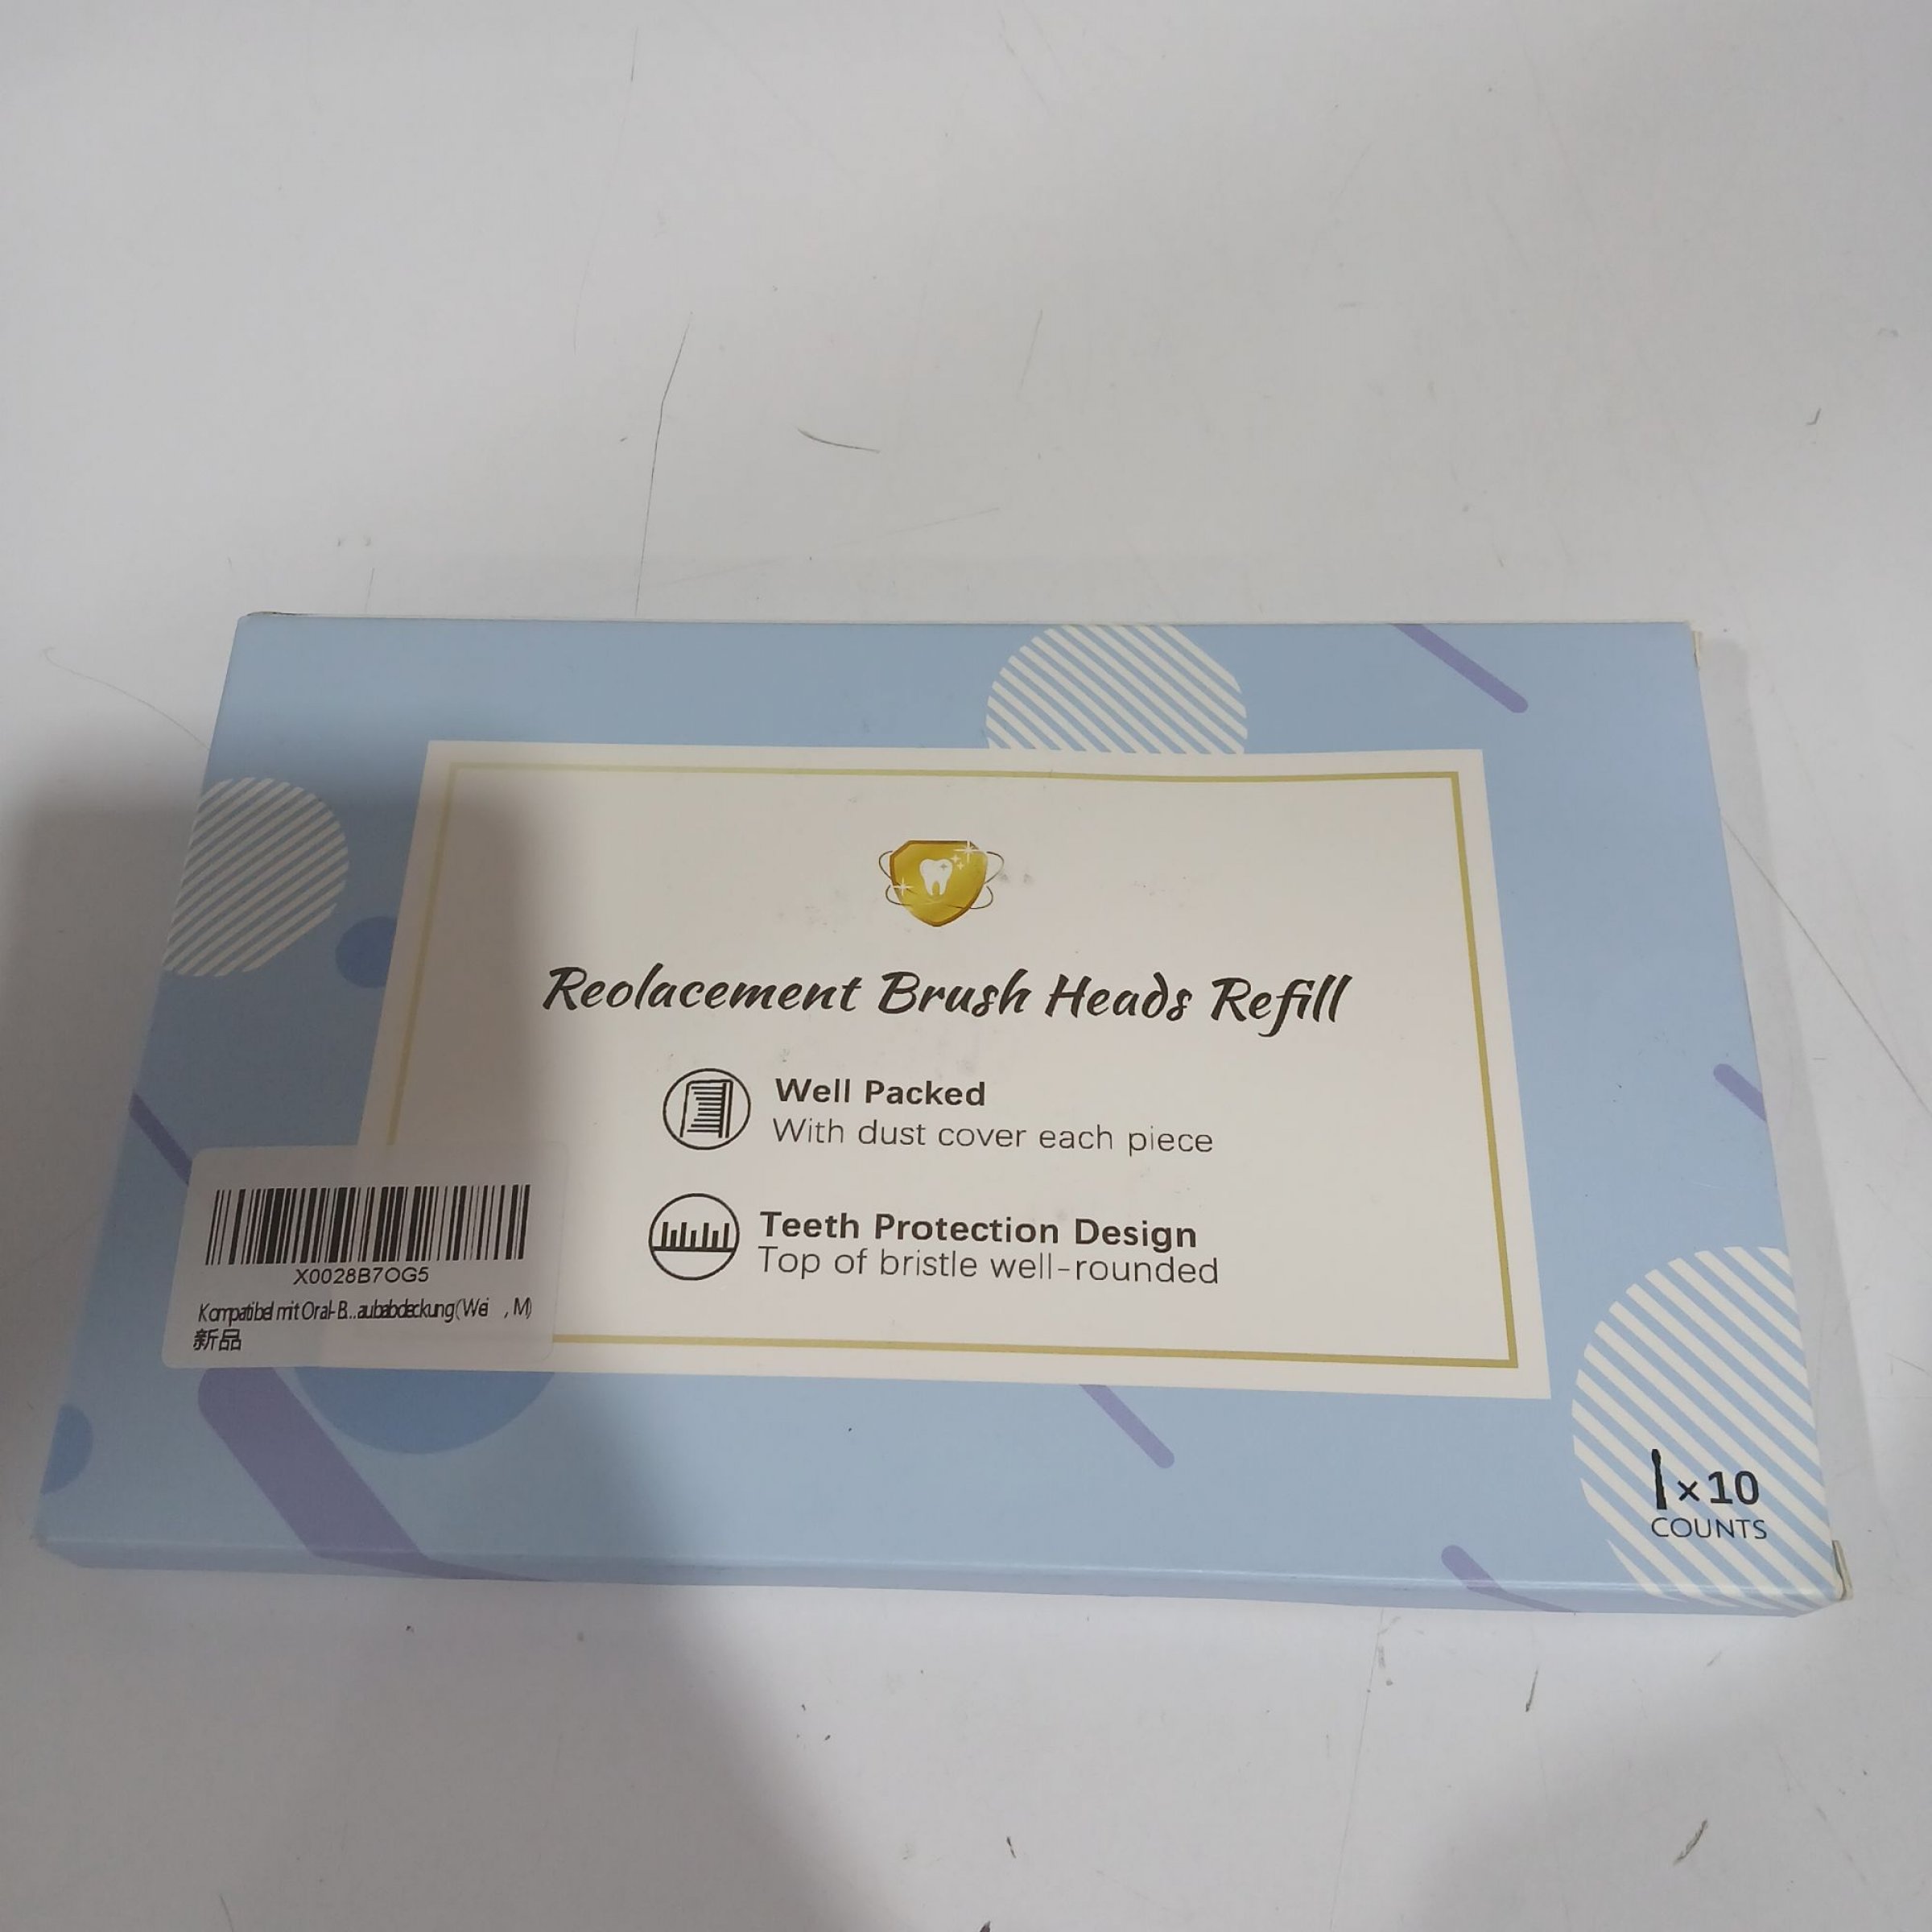 Reolacement Brush Heads Refill
Well Packed
With dust cover each piece
Teeth Protection Design
Top of bristle well-rounded
X0028B7OG5
Kompatibel mit Oral-B...aubabdeckung(Wei , M)
新品
×10
COUNTS